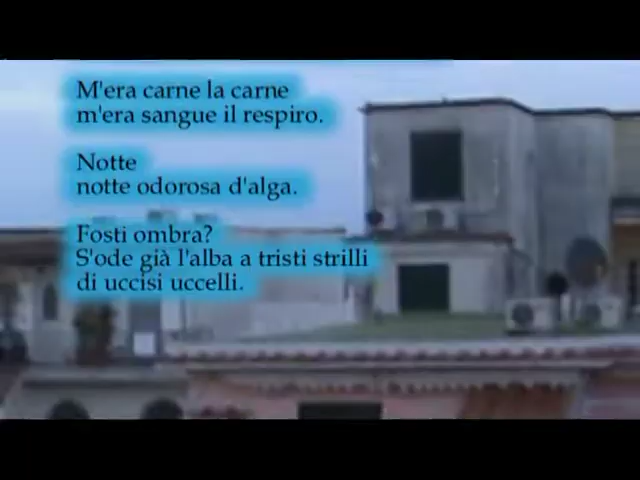 M'era carne la carne
m'era sangue il respiro.
Notte
notte odorosa d'alga.
Fosti ombra?
S'ode già l'alba a tristi strilli
di uccisi uccelli.